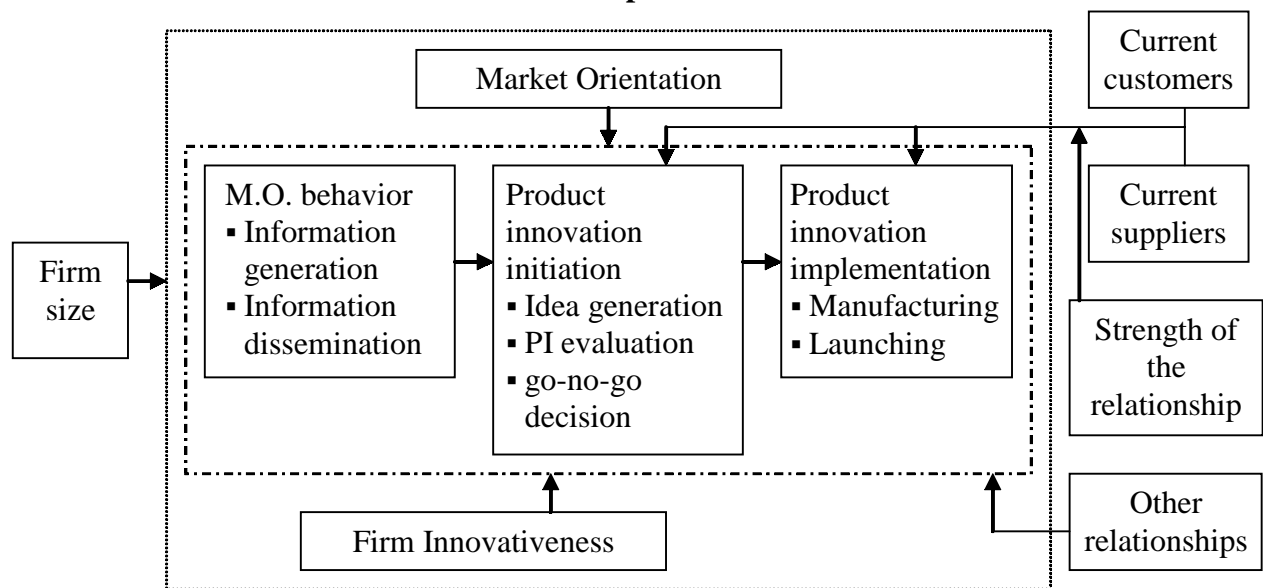 Current
customers
Market Orientation
M.O. behavior
▪ Information
generation
▪ Information
dissemination
Product
innovation
initiation
▪ Idea generation
▪ PI evaluation
▪ go-no-go
decision
Product
innovation
implementation
▪ Manufacturing
▪ Launching
Current
suppliers
Firm
size
Strength of
the
relationship
Firm Innovativeness
Other
relationships